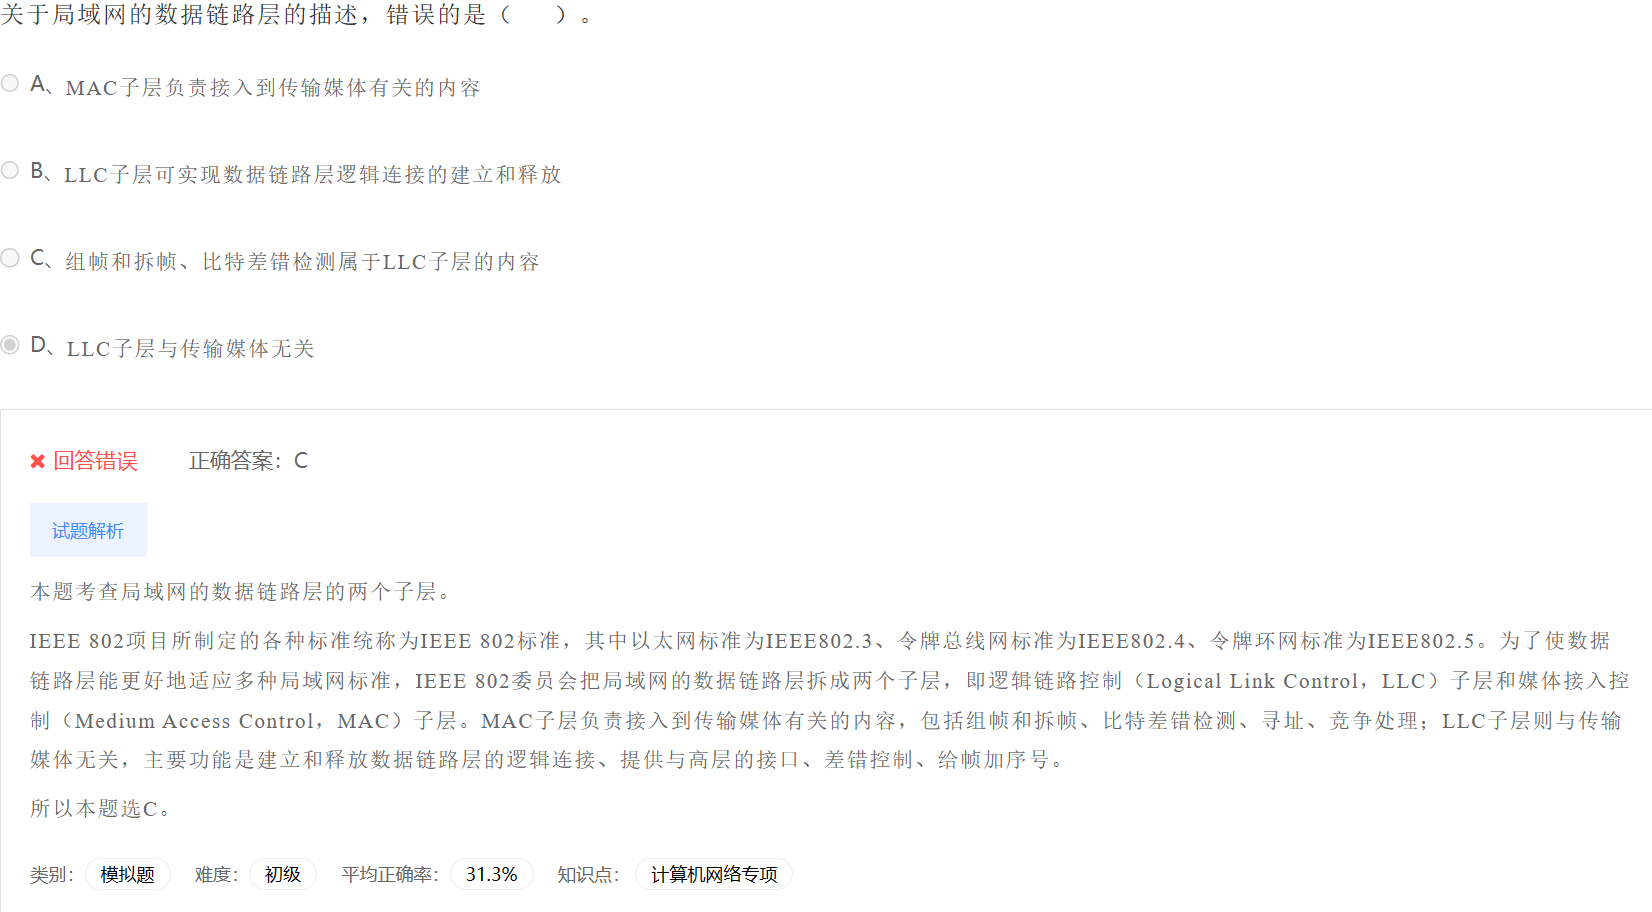 关于局域网的数据链路层的描述，错误的是（　　）。
A、MAC子层负责接入到传输媒体有关的内容
B、LLC子层可实现数据链路层逻辑连接的建立和释放
C、组帧和拆帧、比特差错检测属于LLC子层的内容
D、LLC子层与传输媒体无关
回答错误 正确答案：C
试题解析
本题考查局域网的数据链路层的两个子层。
IEEE 802项目所制定的各种标准统称为IEEE 802标准，其中以太网标准为IEEE802.3、令牌总线网标准为IEEE802.4、令牌环网标准为IEEE802.5。为了使数据
链路层能更好地适应多种局域网标准，IEEE 802委员会把局域网的数据链路层拆成两个子层，即逻辑链路控制（Logical Link Control，LLC）子层和媒体接入控
制（Medium Access Control，MAC）子层。MAC子层负责接入到传输媒体有关的内容，包括组帧和拆帧、比特差错检测、寻址、竞争处理；LLC子层则与传输
媒体无关，主要功能是建立和释放数据链路层的逻辑连接、提供与高层的接口、差错控制、给帧加序号。
所以本题选C。
类别： 模拟题 难度： 初级 平均正确率： 31.3% 知识点： 计算机网络专项